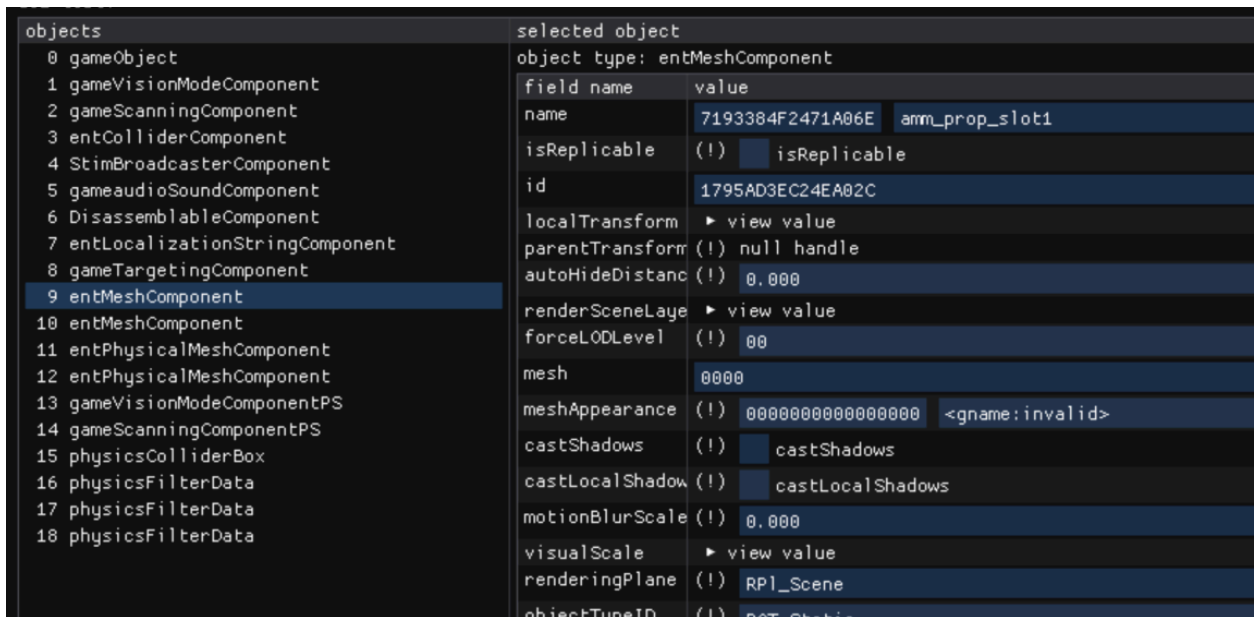 objects
0 gameObject
1 gameVisionModeComponent
2 gameScanningComponent
3 entColliderComponent
4 StimBroadcasterComponent
5 gameaudioSoundComponent
6 DisassemblableComponent
7 entLocalizationStringComponent
8 gameTargetingComponent
9 entMeshComponent
10 entMeshComponent
11 entPhysicalMeshComponent
12 entPhysicalMeshComponent
13 gameVisionModeComponentPS
14 gameScanningComponentPS
15 physicsColliderBox
16 physicsFilterData
17 physicsFilterData
18 physicsFilterData
selected object
object type: entMeshComponent
field name value
name 7193384F2471A06E amm_prop_slot1
isReplicable (!) isReplicable
id 1795AD3EC24EA02C
localTransform ▸ view value
parentTransform (!) null handle
autoHideDistanc (!) 0.000
renderSceneLaye ▸ view value
forceLODLevel (!) 00
mesh 0000
meshAppearance (!) 0000000000000000 <gname:invalid>
castShadows (!) castShadows
castLocalShadow (!) castLocalShadows
motionBlurScale (!) 0.000
visualScale ▸ view value
renderingPlane (!) RPl_Scene
objectTypeID (!)